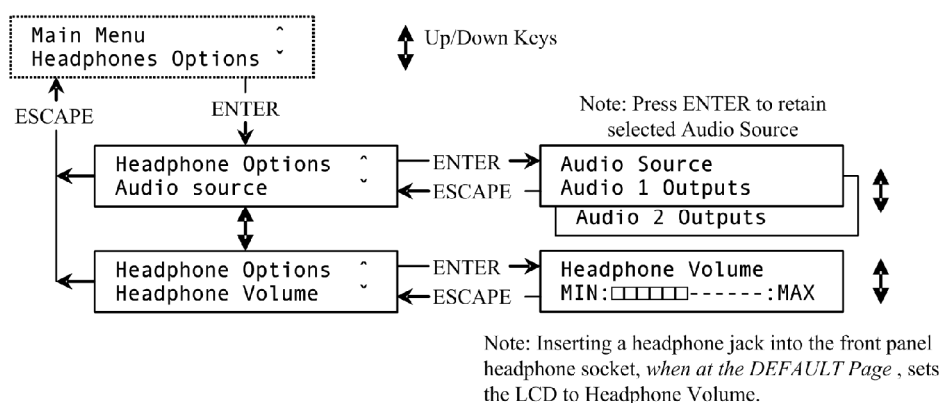 Main Menu ˆ
Headphones Options ˇ
Up/Down Keys
ESCAPE
ENTER
Note: Press ENTER to retain
selected Audio Source
Headphone Options ˆ
Audio source ˇ
ENTER
ESCAPE
Audio Source
Audio 1 Outputs
Audio 2 Outputs
Headphone Options ˆ
Headphone Volume ˇ
ENTER
ESCAPE
Headphone Volume
MIN:□□□□□□------:MAX
Note: Inserting a headphone jack into the front panel
headphone socket, when at the DEFAULT Page , sets
the LCD to Headphone Volume.